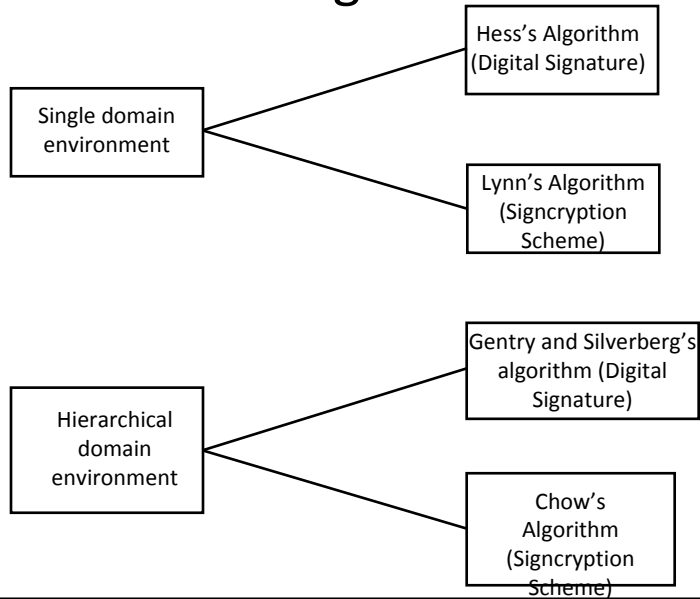 Hess's Algorithm
(Digital Signature)
Single domain
environment
Lynn's Algorithm
(Signcryption
Scheme)
Gentry and Silverberg's
algorithm (Digital
Signature)
Hierarchical
domain
environment
Chow's
Algorithm
(Signcryption
Scheme)